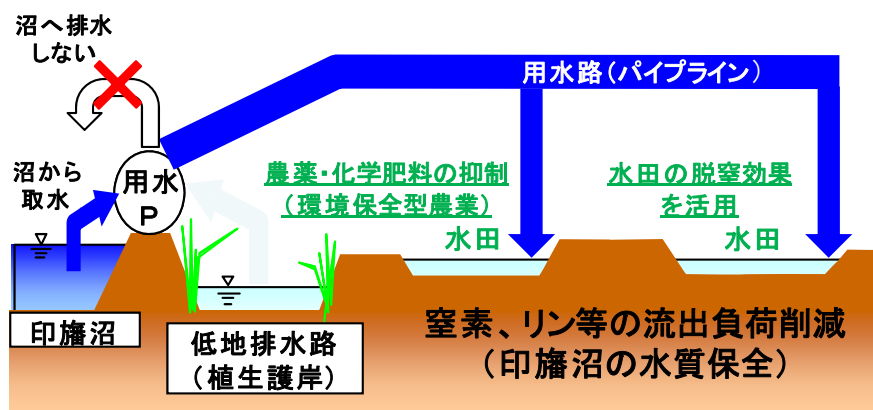 沼へ排水
しない
用水路（パイプライン）
沼から
取水
用水
P
農薬・化学肥料の抑制
（環境保全型農業）
水田
水田の脱窒効果
を活用
水田
印旛沼
低地排水路
（植生護岸）
窒素、リン等の流出負荷削減
（印旛沼の水質保全）